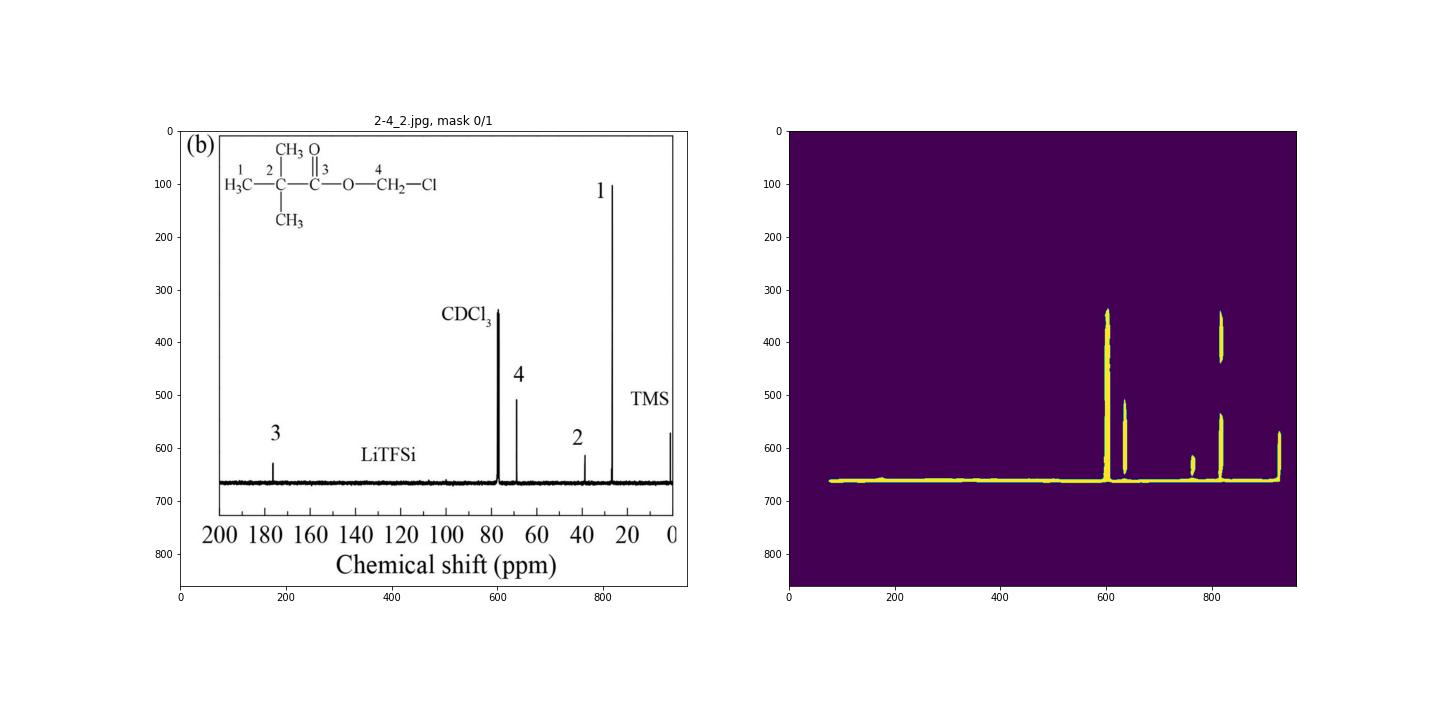 2-4_2.jpg, mask 0/1
0
100
200
300
400
500
600
700
800
0 200 400 600 800
(b)
CH3 O
1 2 3 4
H3C C C O CH2 Cl
CH3
1
CDCl3
4
TMS
3
2
LiTFSi
200 180 160 140 120 100 80 60 40 20 0
Chemical shift (ppm)
0
100
200
300
400
500
600
700
800
0 200 400 600 800